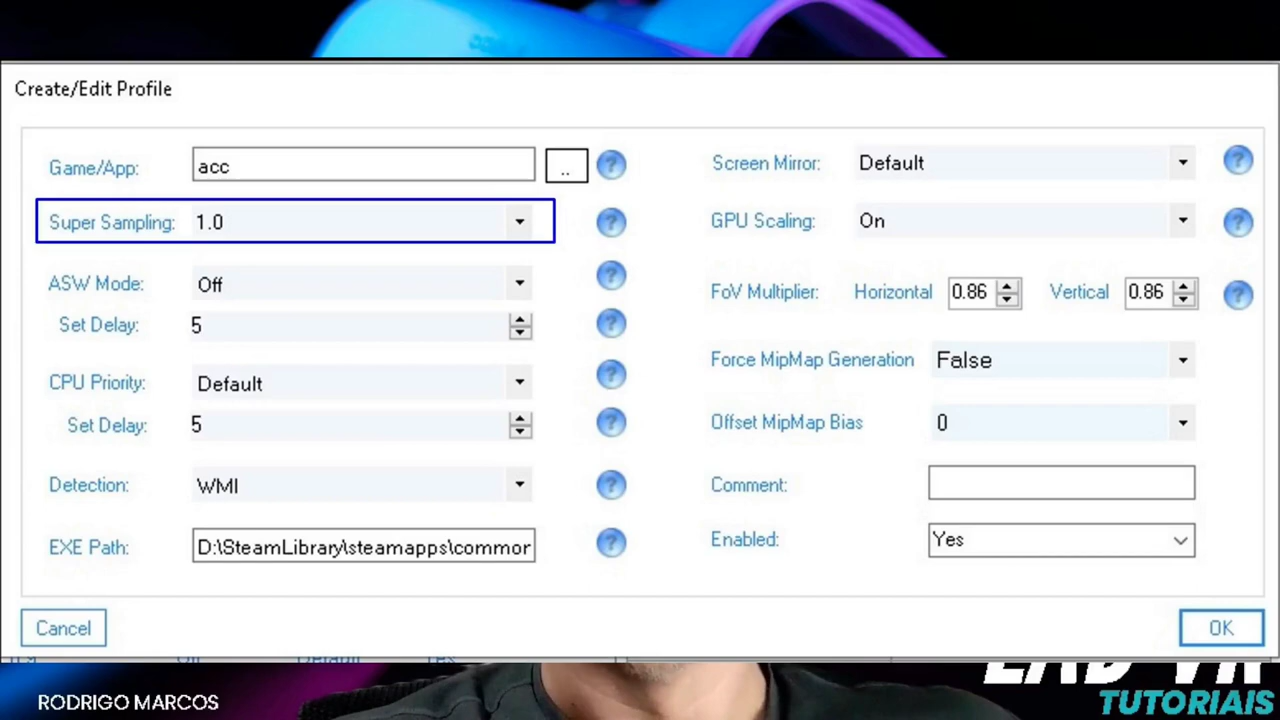 Create/Edit Profile
Game/App: acc ..
Super Sampling: 1.0
ASW Mode: Off
Set Delay: 5
CPU Priority: Default
Set Delay: 5
Detection: WMI
EXE Path: D:\SteamLibrary\steamapps\common
Screen Mirror: Default
GPU Scaling: On
FoV Multiplier: Horizontal 0.86 Vertical 0.86
Force MipMap Generation False
Offset MipMap Bias 0
Comment:
Enabled: Yes
Cancel
OK
RODRIGO MARCOS
TUTORIAIS